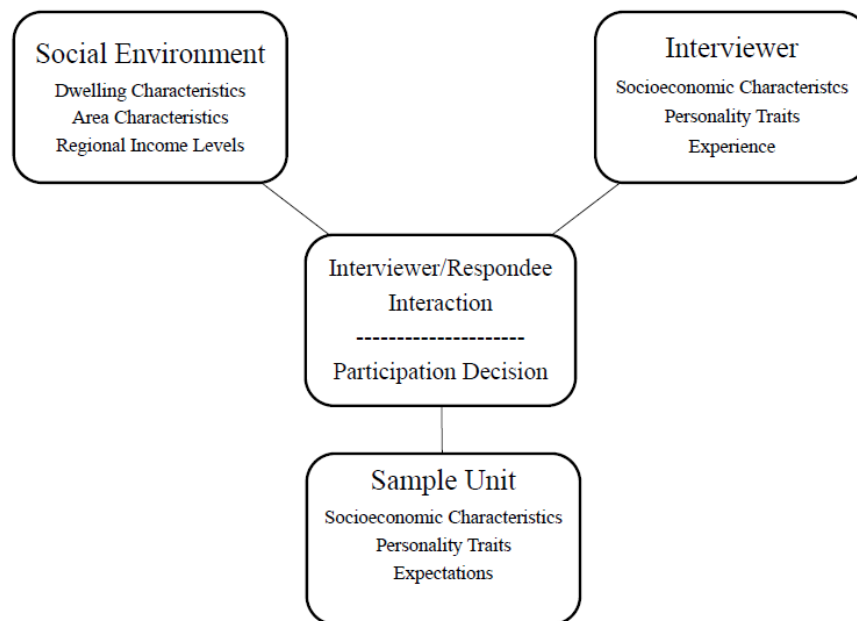 Social Environment
Dwelling Characteristics
Area Characteristics
Regional Income Levels
Interviewer
Socioeconomic Characteristcs
Personality Traits
Experience
Interviewer/Respondee
Interaction
-----------------------
Participation Decision
Sample Unit
Socioeconomic Characteristics
Personality Traits
Expectations